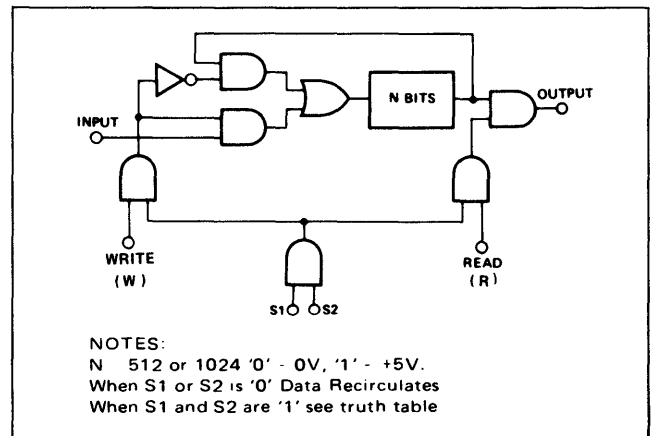 N BITS
OUTPUT
INPUT
WRITE
(W)
READ
(R)
S1 S2
NOTES:
N 512 or 1024 '0' - 0V, '1' - +5V.
When S1 or S2 is '0' Data Recirculates
When S1 and S2 are '1' see truth table